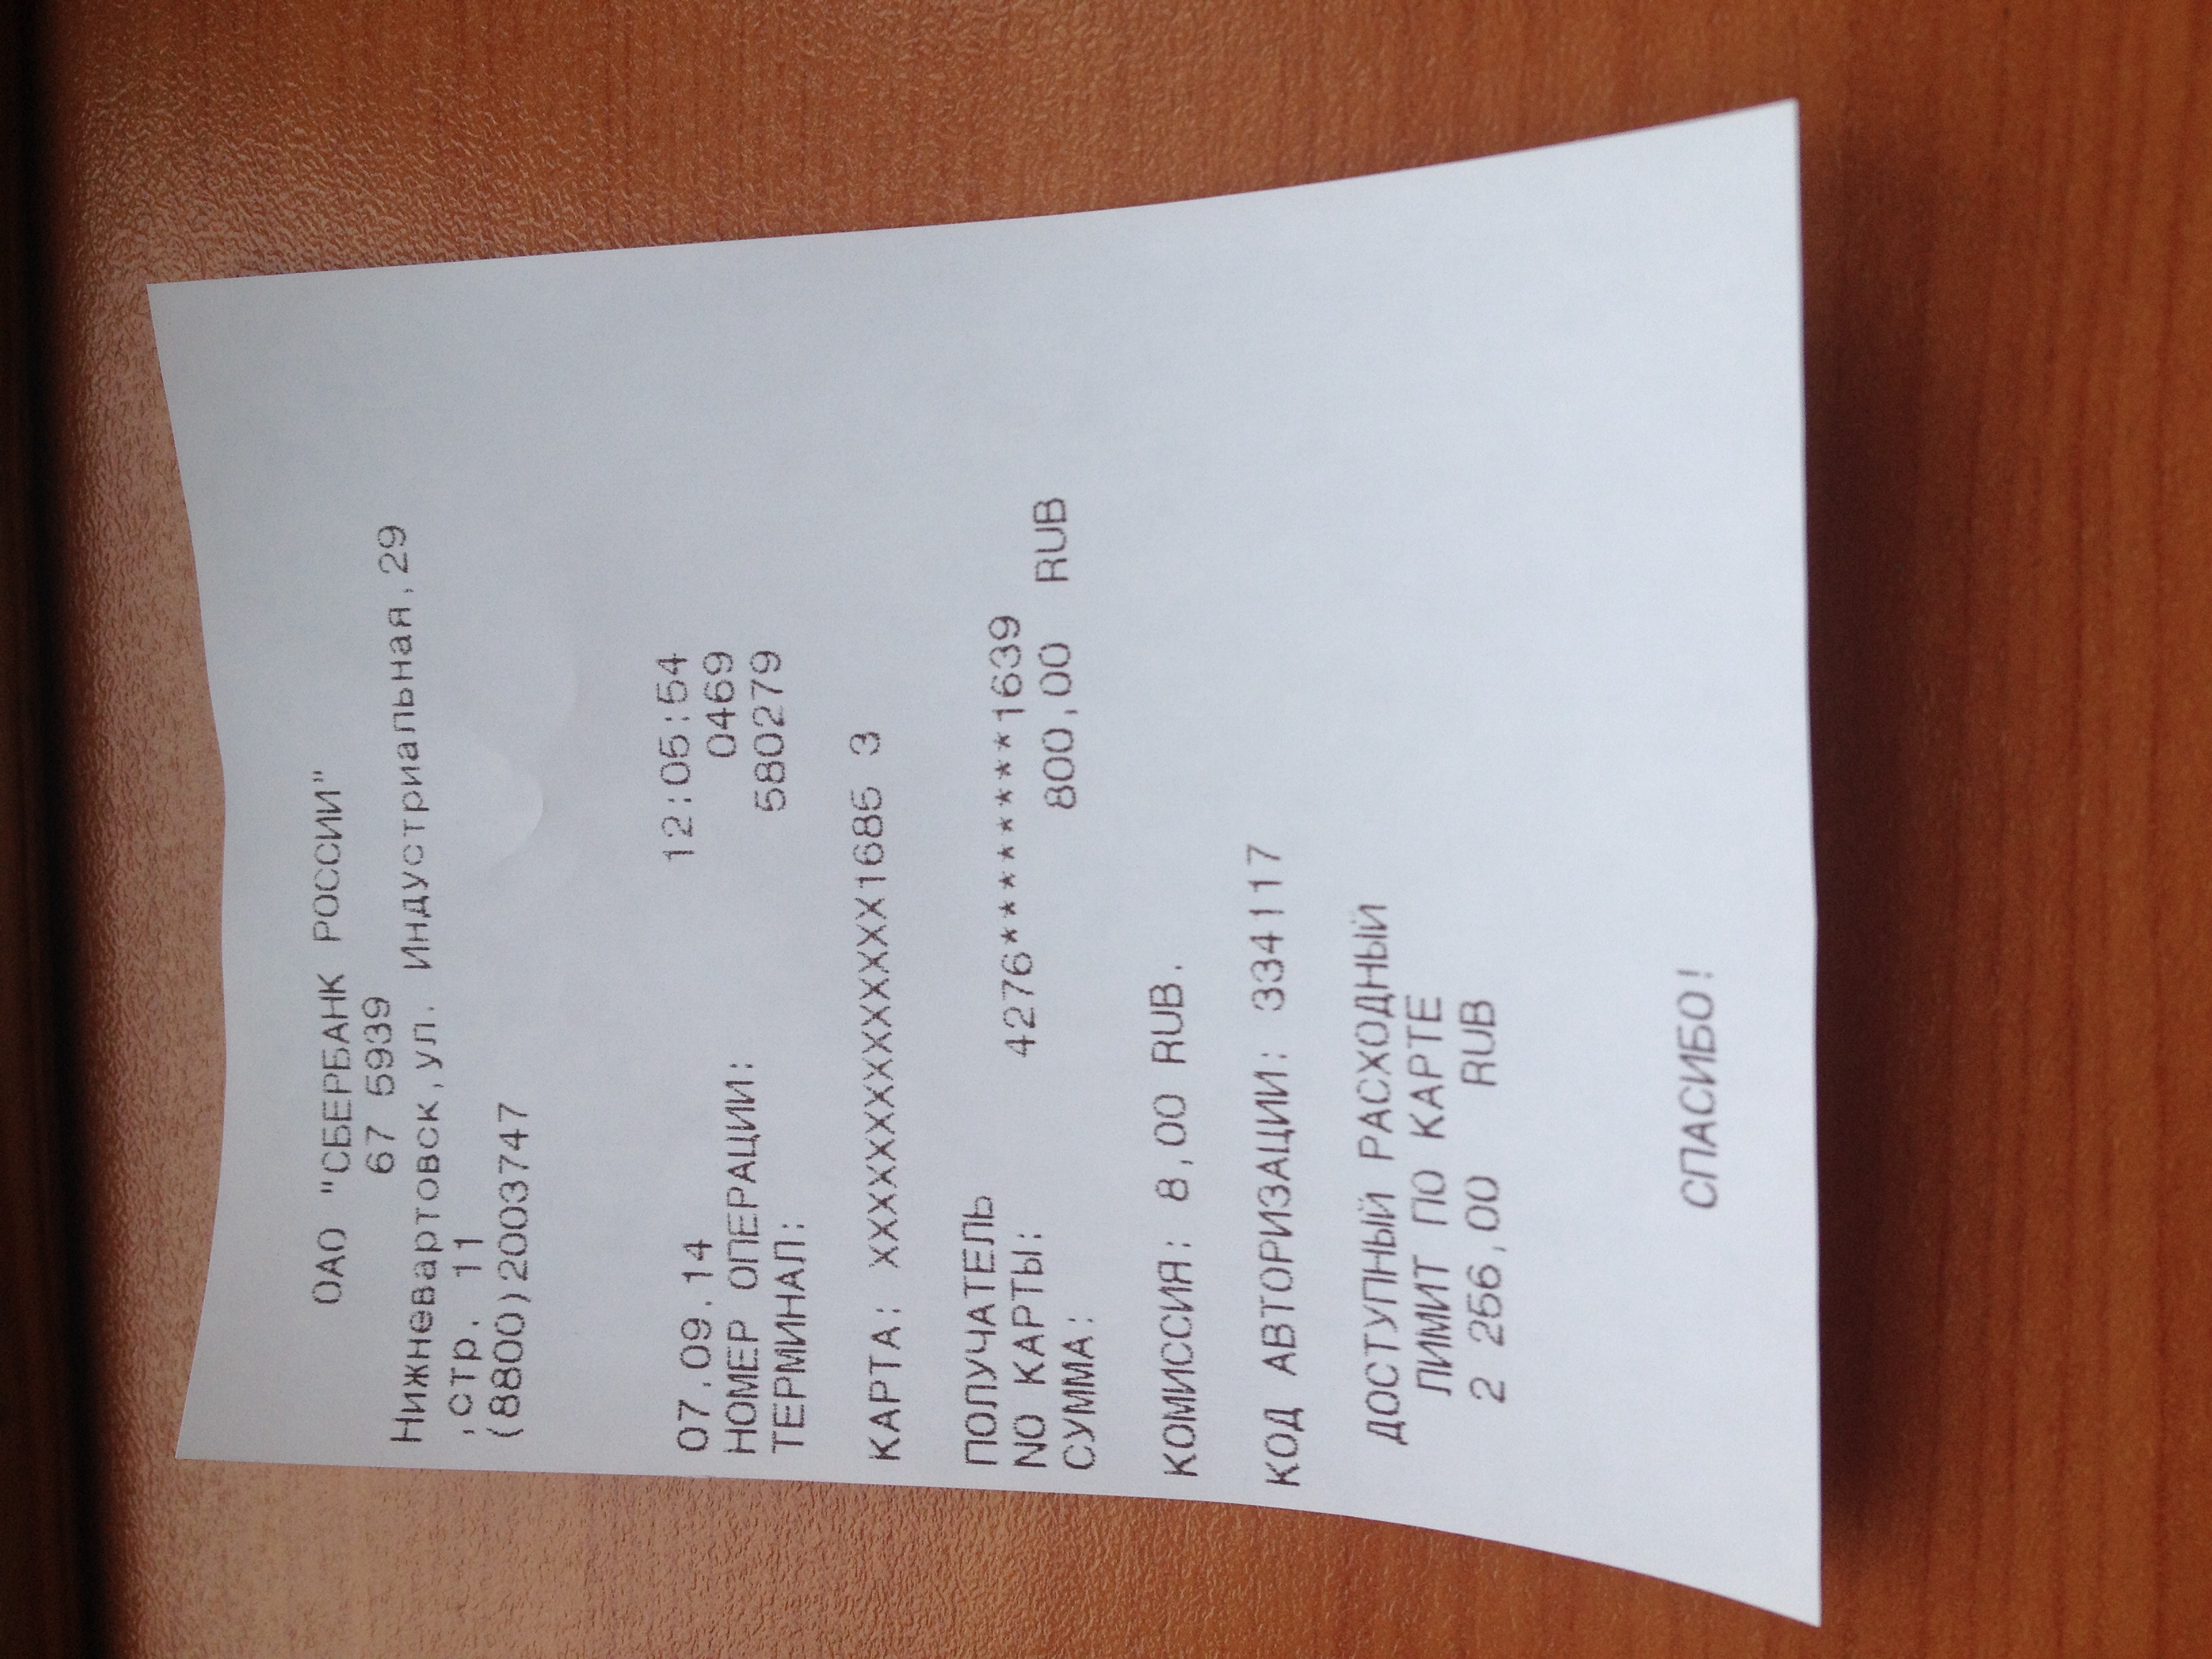 ОАО "СБЕРБАНК РОССИИ"
67 5939
Нижневартовск,ул. Индустриальная,29
,стр. 11
(8800)2003747
07.09.14 12:05:54
НОМЕР ОПЕРАЦИИ: 0469
ТЕРМИНАЛ: 580279
КАРТА: XXXXXXXXXXXXXX1685 3
ПОЛУЧАТЕЛЬ
NO КАРТЫ: 4276********1639
СУММА: 800,00 RUB
КОМИССИЯ: 8,00 RUB.
КОД АВТОРИЗАЦИИ: 334117
ДОСТУПНЫЙ РАСХОДНЫЙ
ЛИМИТ ПО КАРТЕ
2 256,00 RUB
СПАСИБО!